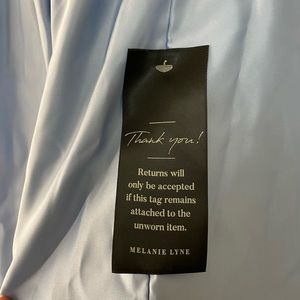 Thank you!
Returns will
only be accepted
if this tag remains
attached to the
unworn item.
MELANIE LYNE